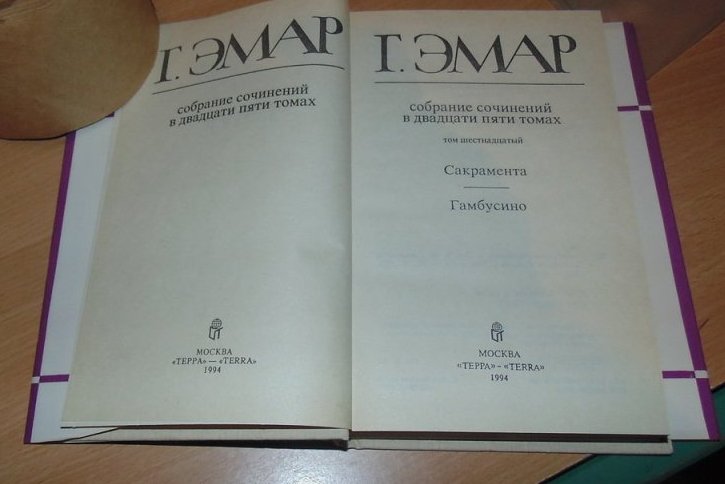 Г. ЭМАР
собрание сочинений
в двадцати пяти томах
МОСКВА
«ТЕРРА» — «TERRA»
1994
Г. ЭМАР
собрание сочинений
в двадцати пяти томах
том шестнадцатый
Сакрамента
Гамбусино
МОСКВА
«ТЕРРА» - «TERRA»
1994